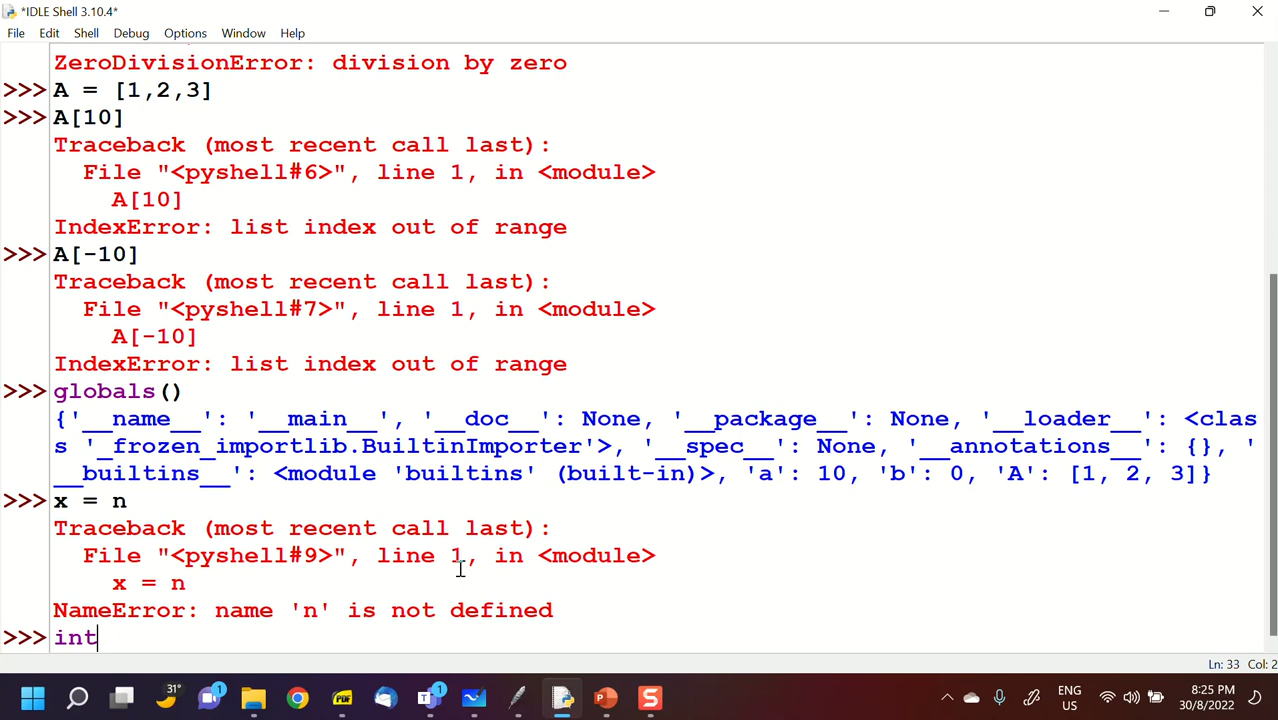 *IDLE Shell 3.10.4*
File Edit Shell Debug Options Window Help
ZeroDivisionError: division by zero
>>> A = [1,2,3]
>>> A[10]
Traceback (most recent call last):
  File "<pyshell#6>", line 1, in <module>
    A[10]
IndexError: list index out of range
>>> A[-10]
Traceback (most recent call last):
  File "<pyshell#7>", line 1, in <module>
    A[-10]
IndexError: list index out of range
>>> globals()
{'__name__': '__main__', '__doc__': None, '__package__': None, '__loader__': <clas
s '_frozen_importlib.BuiltinImporter'>, '__spec__': None, '__annotations__': {}, '
__builtins__': <module 'builtins' (built-in)>, 'a': 10, 'b': 0, 'A': [1, 2, 3]}
>>> x = n
Traceback (most recent call last):
  File "<pyshell#9>", line 1, in <module>
    x = n
NameError: name 'n' is not defined
>>> int
Ln: 33 Col: 2
31° 1 PDF T 1 P S ENG 8:25 PM
US 30/8/2022